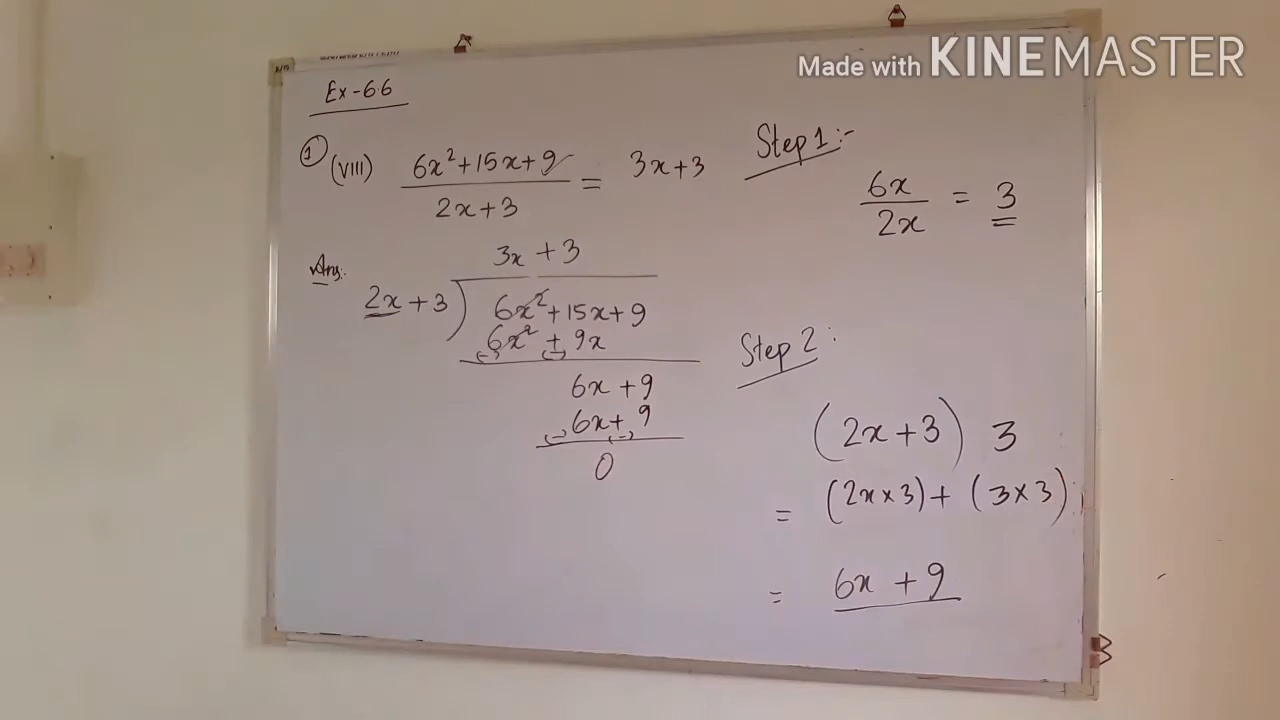 Made with KINEMASTER
Ex-66
① (VIII) 6x²+15x+9 / 2x+3 = 3x+3
Ans:
3x + 3
2x + 3 ) 6x²+15x+9
6x² + 9x
(-) (-)
6x + 9
6x + 9
(-) (-)
0
Step 1:-
6x / 2x = 3
Step 2:
(2x+3) 3
= (2x×3) + (3×3)
= 6x + 9